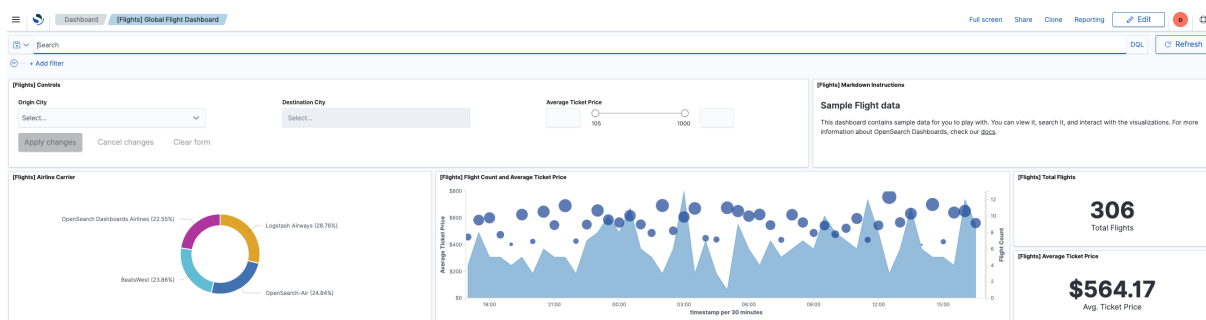 Dashboard [Flights] Global Flight Dashboard Full screen Share Clone Reporting Edit o
Search DQL Refresh
+ Add filter
[Flights] Controls
Origin City Destination City Average Ticket Price
Select... Select... 105 1000
Apply changes Cancel changes Clear form
[Flights] Markdown Instructions
Sample Flight data
This dashboard contains sample data for you to play with. You can view it, search it, and interact with the visualizations. For more
information about OpenSearch Dashboards, check our docs.
[Flights] Airline Carrier
OpenSearch Dashboards Airlines (22.55%)
Logstash Airways (28.76%)
BeatsWest (23.86%)
OpenSearch-Air (24.84%)
[Flights] Flight Count and Average Ticket Price
Average Ticket Price
$800
$600
$400
$200
$0
18:00 21:00 00:00 03:00 06:00 09:00 12:00 15:00
timestamp per 30 minutes
12
10
8
6
4
2
0
Flight Count
[Flights] Total Flights
306
Total Flights
[Flights] Average Ticket Price
$564.17
Avg. Ticket Price